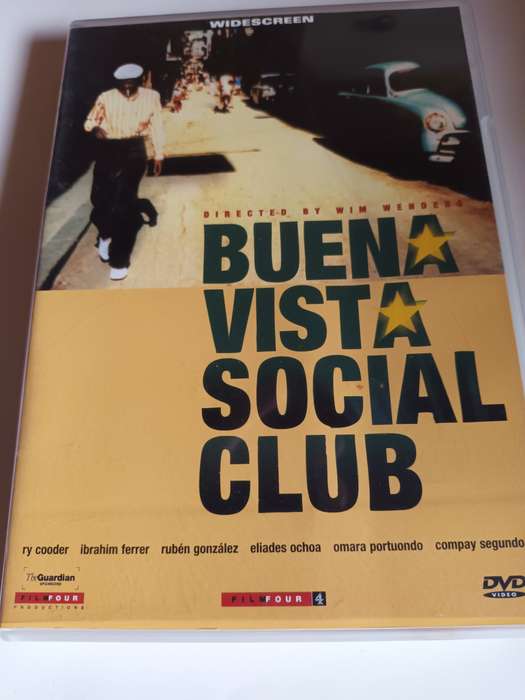 WIDESCREEN
DIRECTED BY WIM WENDERS
BUENA
VISTA
SOCIAL
CLUB
ry cooder ibrahim ferrer rubén gonzález eliades ochoa omara portuondo compay segundo
The Guardian
FILMFOUR
PRODUCTIONS
FILMFOUR 4
DVD
VIDEO